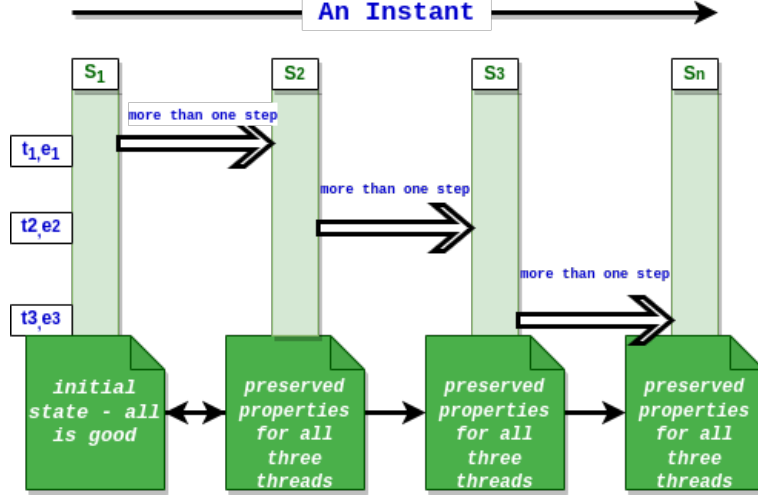 An Instant
S1
S2
S3
Sn
more than one step
t1,e1
more than one step
t2,e2
more than one step
t3,e3
initial
state - all
is good
preserved
properties
for all
three
threads
preserved
properties
for all
three
threads
preserved
properties
for all
three
threads